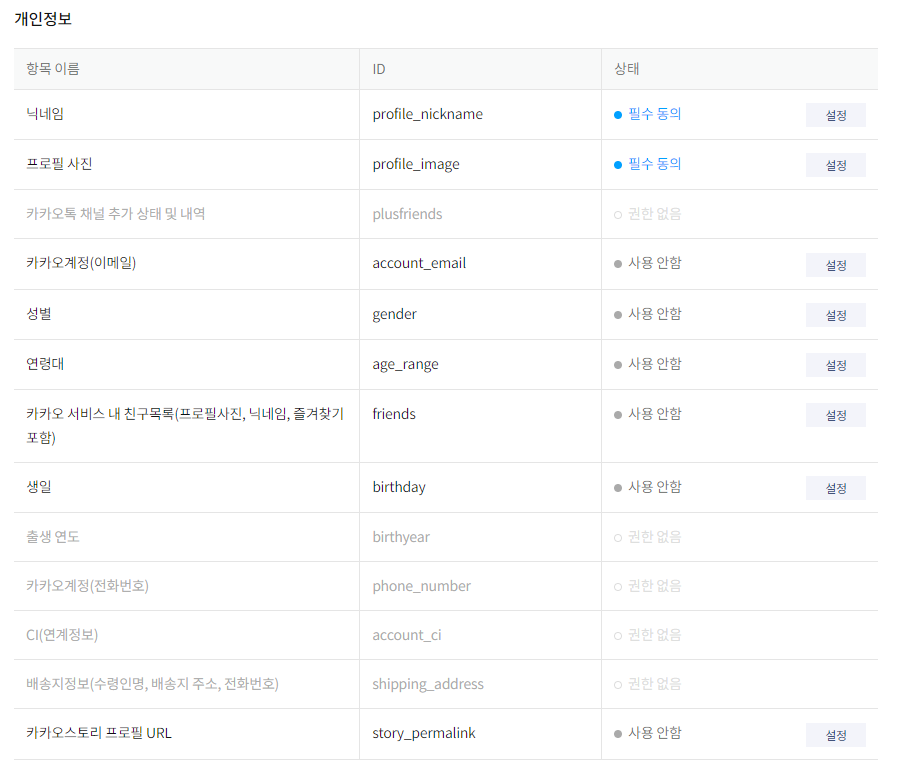 개인정보
항목 이름 ID 상태
닉네임 profile_nickname 필수 동의 설정
프로필 사진 profile_image 필수 동의 설정
카카오톡 채널 추가 상태 및 내역 plusfriends 권한 없음
카카오계정(이메일) account_email 사용 안함 설정
성별 gender 사용 안함 설정
연령대 age_range 사용 안함 설정
카카오 서비스 내 친구목록(프로필사진, 닉네임, 즐겨찾기 friends 사용 안함 설정
포함)
생일 birthday 사용 안함 설정
출생 연도 birthyear 권한 없음
카카오계정(전화번호) phone_number 권한 없음
CI(연계정보) account_ci 권한 없음
배송지정보(수령인명, 배송지 주소, 전화번호) shipping_address 권한 없음
카카오스토리 프로필 URL story_permalink 사용 안함 설정